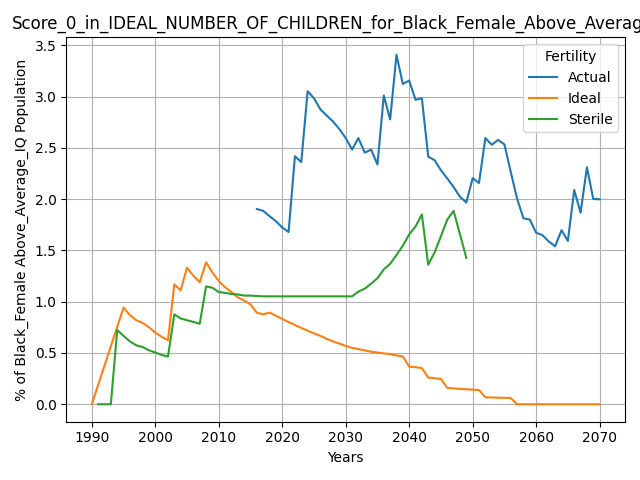 Score_0_in_IDEAL_NUMBER_OF_CHILDREN_for_Black_Female_Above_Averag
3.5
3.0
2.5
2.0
1.5
1.0
0.5
0.0
% of Black_Female Above_Average_IQ Population
Fertility
Actual
Ideal
Sterile
1990 2000 2010 2020 2030 2040 2050 2060 2070
Years